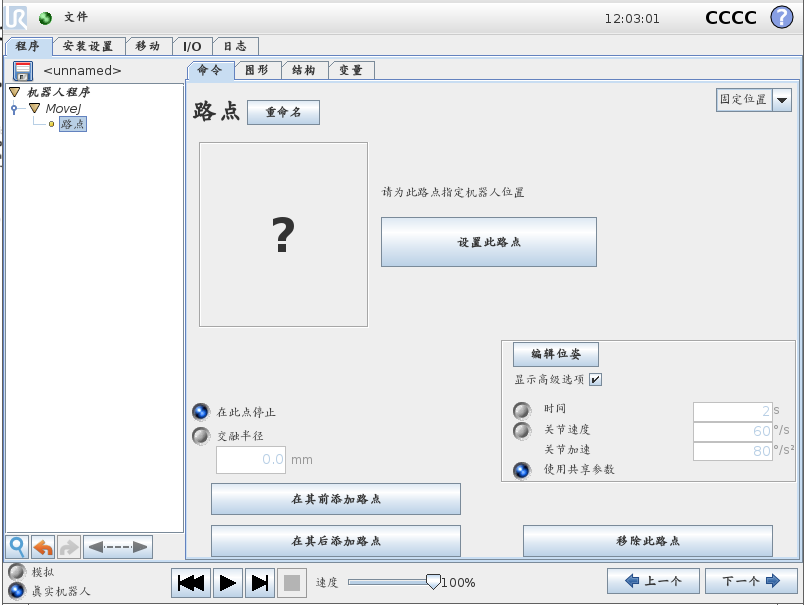 UR 文件 12:03:01 CCCC ?
程序 安装设置 移动 I/O 日志
<unnamed> 命令 图形 结构 变量
机器人程序
MoveJ
路点
路点 重命名 固定位置
?
请为此路点指定机器人位置
设置此路点
编辑位姿
显示高级选项
在此点停止
交融半径
0.0 mm
时间 2 s
关节速度 60 °/s
关节加速 80 °/s²
使用共享参数
在其前添加路点
在其后添加路点 移除此路点
模拟
真实机器人
速度 100% 上一个 下一个